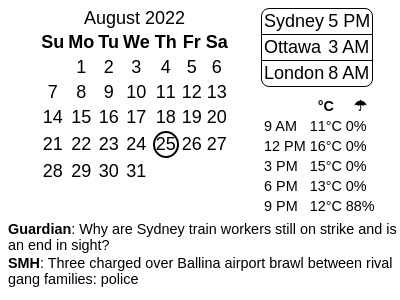 August 2022
Su Mo Tu We Th Fr Sa
1 2 3 4 5 6
7 8 9 10 11 12 13
14 15 16 17 18 19 20
21 22 23 24 25 26 27
28 29 30 31
Sydney 5 PM
Ottawa 3 AM
London 8 AM
°C ☂
9 AM 11°C 0%
12 PM 16°C 0%
3 PM 15°C 0%
6 PM 13°C 0%
9 PM 12°C 88%
Guardian: Why are Sydney train workers still on strike and is
an end in sight?
SMH: Three charged over Ballina airport brawl between rival
gang families: police